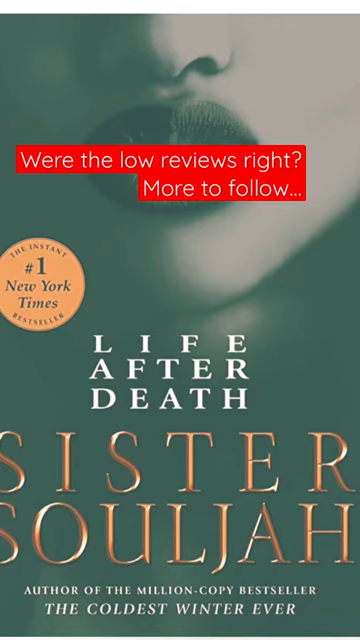 Were the low reviews right?
More to follow...
THE INSTANT
#1
New York
Times
BESTSELLER
LIFE
AFTER
DEATH
SISTER
SOULJAH
AUTHOR OF THE MILLION-COPY BESTSELLER
THE COLDEST WINTER EVER